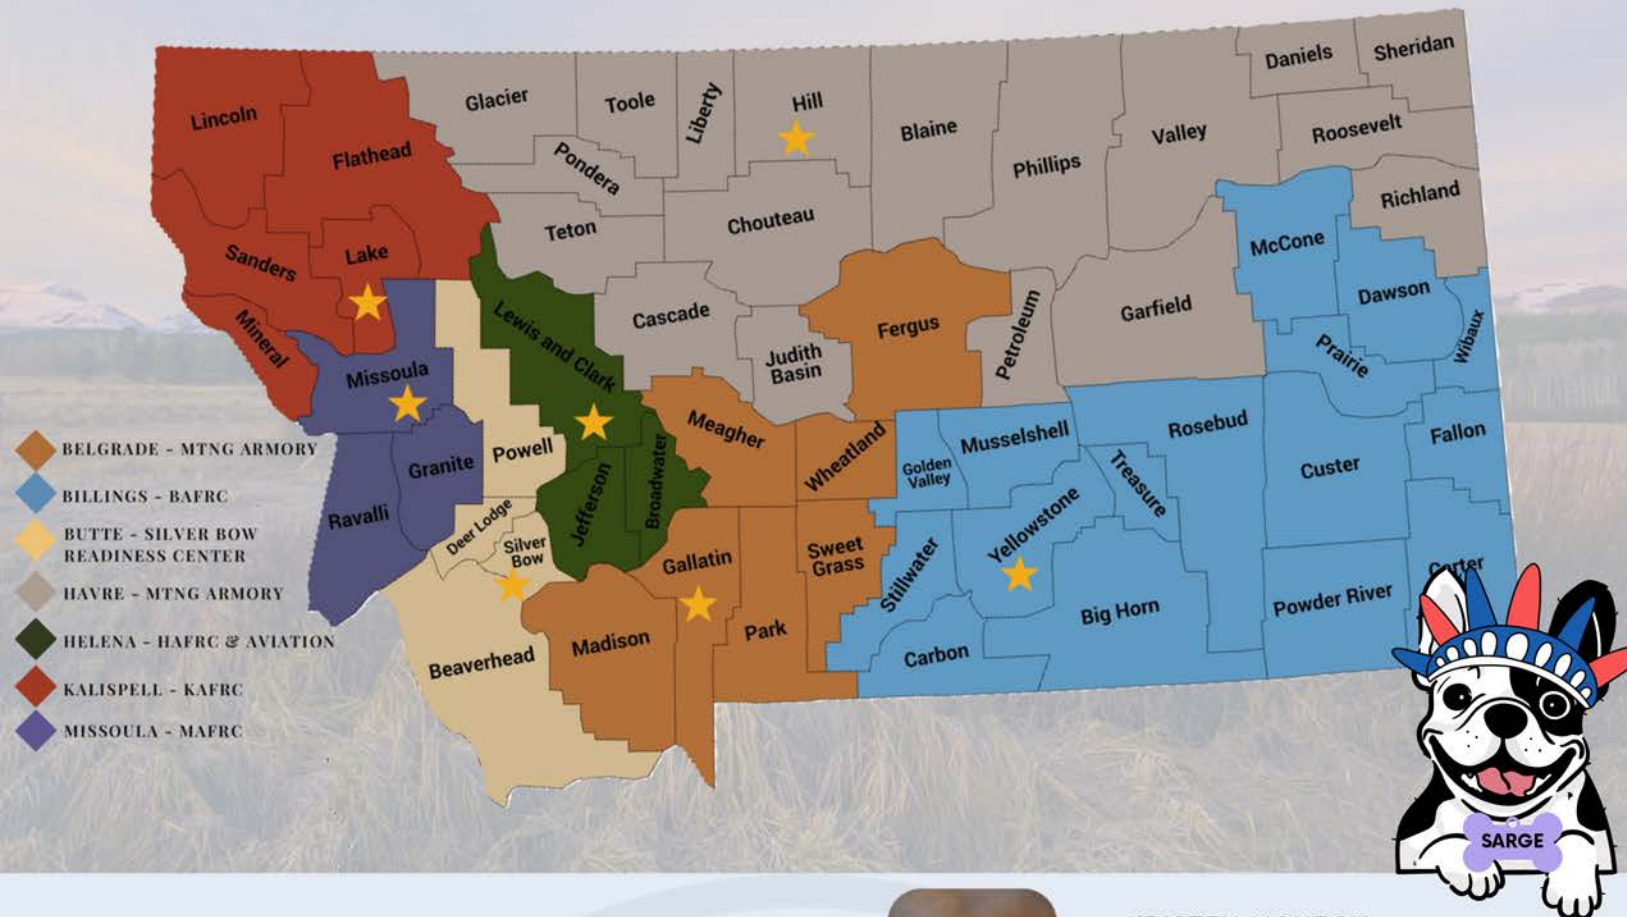 Lincoln
Flathead
Glacier
Toole
Liberty
Hill
Blaine
Phillips
Valley
Daniels
Sheridan
Roosevelt
Richland
Pondera
Teton
Chouteau
Sanders
Lake
Mineral
Missoula
Lewis and Clark
Cascade
Judith
Basin
Fergus
Petroleum
Garfield
McCone
Dawson
Wibaux
Prairie
Ravalli
Granite
Powell
Deer Lodge
Silver
Bow
Jefferson
Broadwater
Meagher
Wheatland
Golden
Valley
Musselshell
Rosebud
Treasure
Custer
Fallon
Beaverhead
Madison
Gallatin
Park
Sweet
Grass
Stillwater
Yellowstone
Carbon
Big Horn
Powder River
Carter
BELGRADE - MTNG ARMORY
BILLINGS - BAFRC
BUTTE - SILVER BOW
READINESS CENTER
HAVRE - MTNG ARMORY
HELENA - HAFRC & AVIATION
KALISPELL - KAFRC
MISSOULA - MAFRC
SARGE